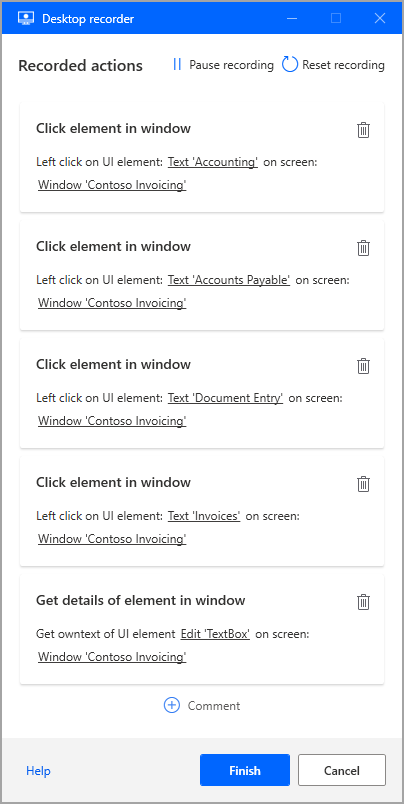 Desktop recorder
Recorded actions
Pause recording
Reset recording
Click element in window
Left click on UI element: Text 'Accounting' on screen:
Window 'Contoso Invoicing'
Click element in window
Left click on UI element: Text 'Accounts Payable' on screen:
Window 'Contoso Invoicing'
Click element in window
Left click on UI element: Text 'Document Entry' on screen:
Window 'Contoso Invoicing'
Click element in window
Left click on UI element: Text 'Invoices' on screen:
Window 'Contoso Invoicing'
Get details of element in window
Get owntext of UI element Edit 'TextBox' on screen:
Window 'Contoso Invoicing'
Comment
Help
Finish
Cancel